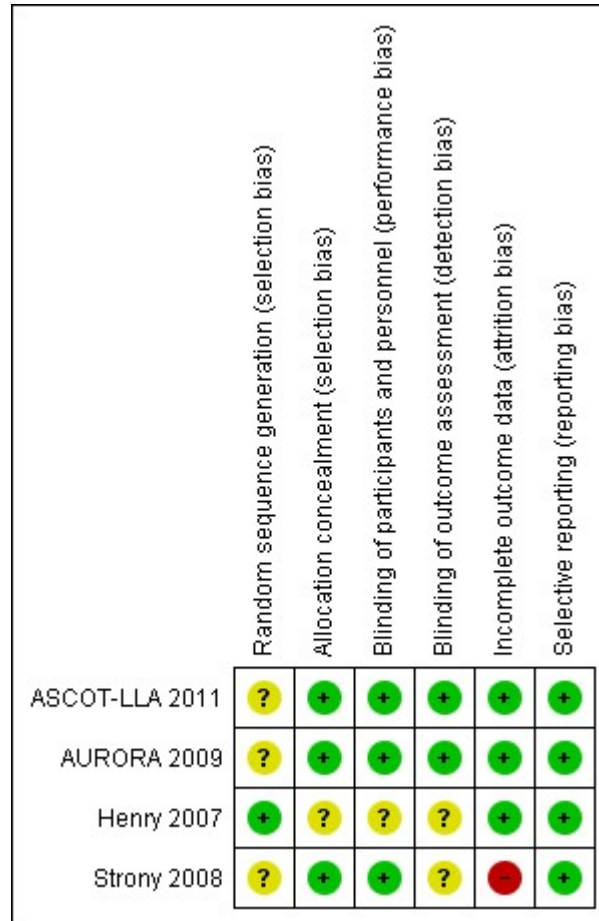 Random sequence generation (selection bias)
Allocation concealment (selection bias)
Blinding of participants and personnel (performance bias)
Blinding of outcome assessment (detection bias)
Incomplete outcome data (attrition bias)
Selective reporting (reporting bias)
ASCOT-LLA 2011 ? + + + + +
AURORA 2009 ? + + + + +
Henry 2007 + ? ? ? + +
Strony 2008 ? + + ? - +